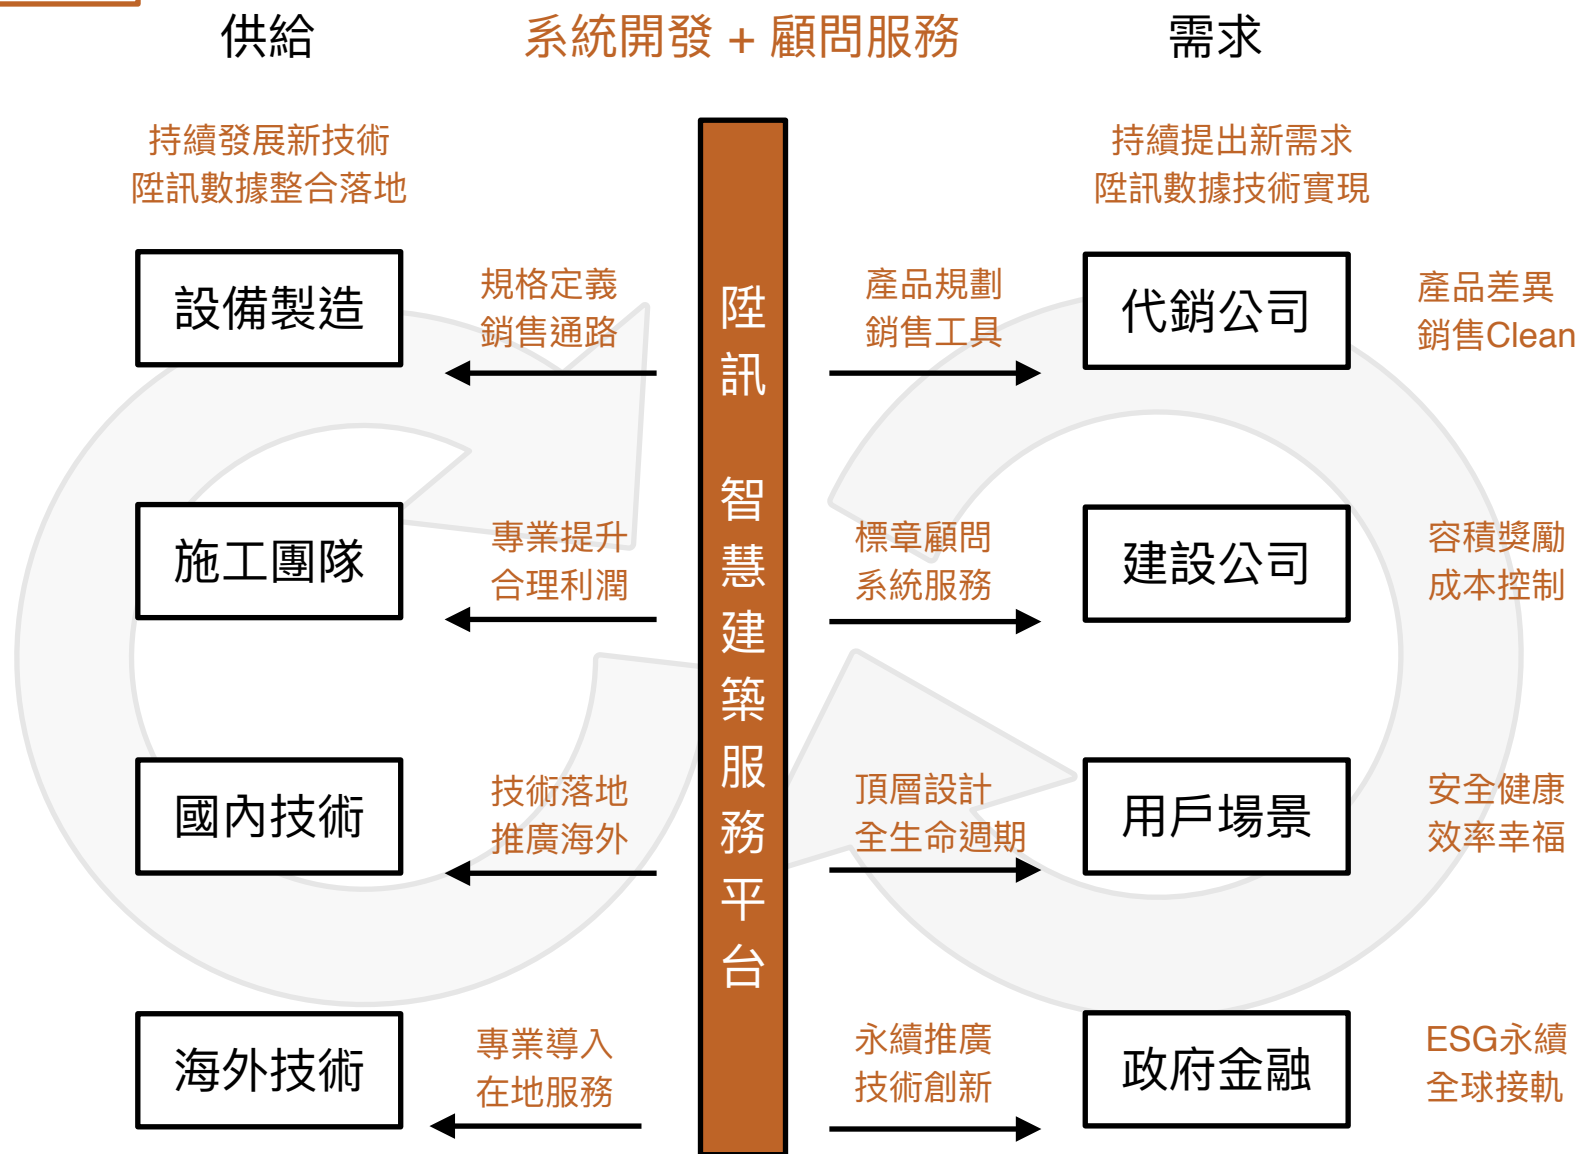 供給
系統開發 + 顧問服務
需求
持續發展新技術
陞訊數據整合落地
持續提出新需求
陞訊數據技術實現
陞訊 智慧建築服務平台
設備製造
規格定義
銷售通路
產品規劃
銷售工具
代銷公司
產品差異
銷售Clean
施工團隊
專業提升
合理利潤
標章顧問
系統服務
建設公司
容積獎勵
成本控制
國內技術
技術落地
推廣海外
頂層設計
全生命週期
用戶場景
安全健康
效率幸福
海外技術
專業導入
在地服務
永續推廣
技術創新
政府金融
ESG永續
全球接軌